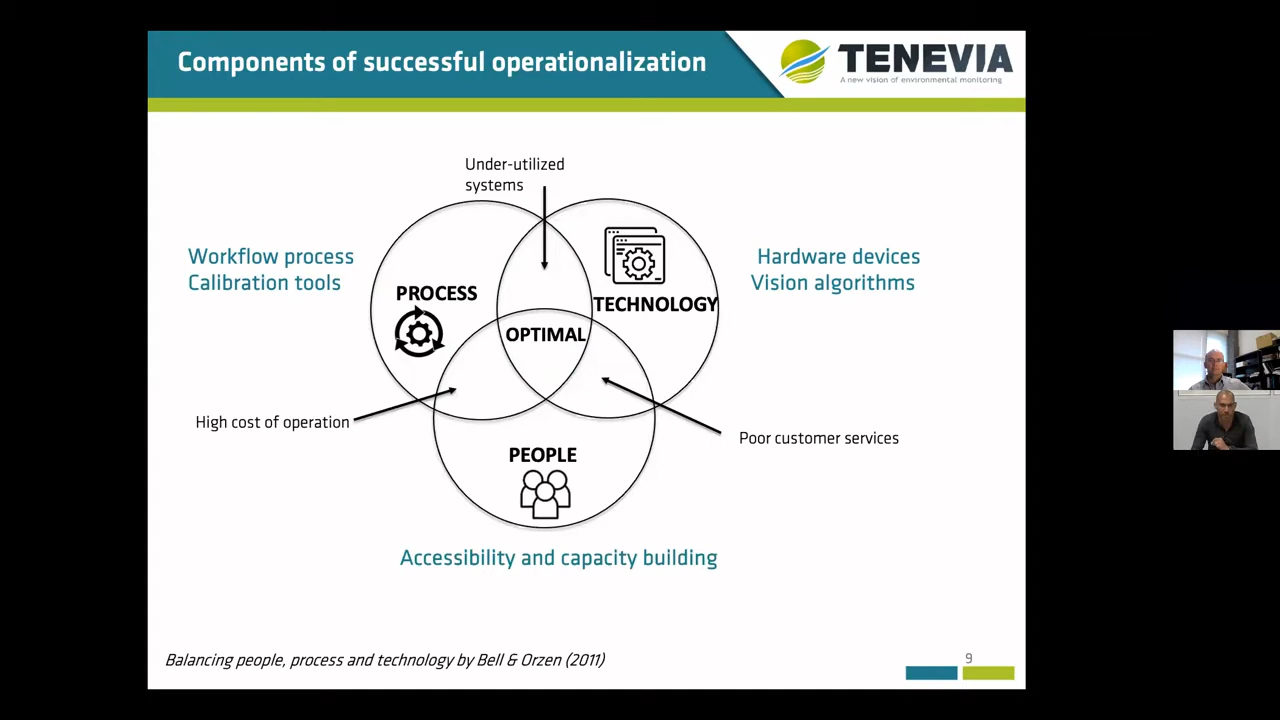 Components of successful operationalization
TENEVIA
A new vision of environmental monitoring
Under-utilized
systems
Workflow process
Calibration tools
Hardware devices
Vision algorithms
PROCESS
TECHNOLOGY
OPTIMAL
High cost of operation
Poor customer services
PEOPLE
Accessibility and capacity building
Balancing people, process and technology by Bell & Orzen (2011)
9